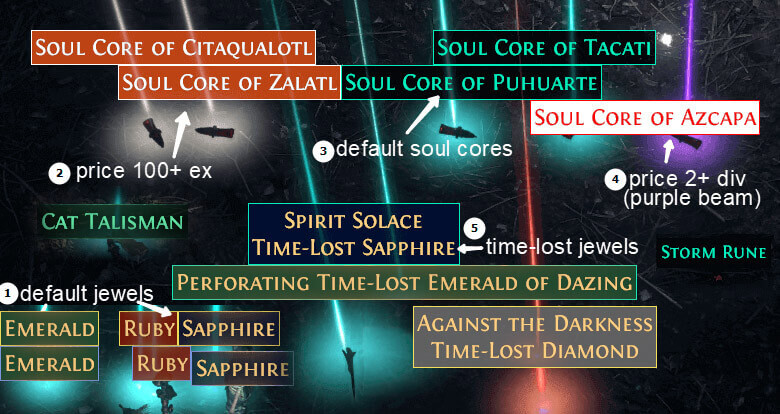 Soul Core of Citaqualotl
Soul Core of Tacati
Soul Core of Zalatl
Soul Core of Puhuarte
Soul Core of Azcapa
2 price 100+ ex
3 default soul cores
4 price 2+ div
(purple beam)
Cat Talisman
Spirit Solace
Time-Lost Sapphire
5 time-lost jewels
Storm Rune
Perforating Time-Lost Emerald of Dazing
1 default jewels
Emerald
Ruby
Sapphire
Against the Darkness
Time-Lost Diamond
Emerald
Ruby
Sapphire